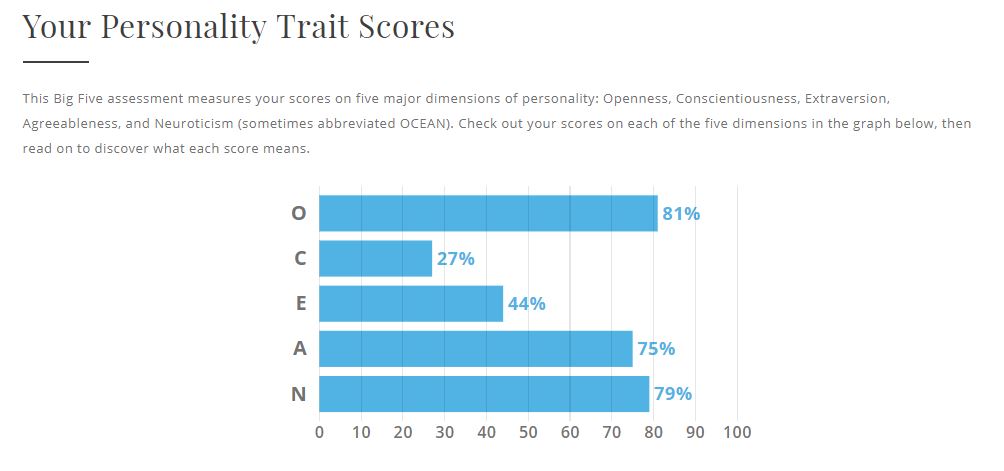 Your Personality Trait Scores
This Big Five assessment measures your scores on five major dimensions of personality: Openness, Conscientiousness, Extraversion,
Agreeableness, and Neuroticism (sometimes abbreviated OCEAN). Check out your scores on each of the five dimensions in the graph below, then
read on to discover what each score means.
O 81%
C 27%
E 44%
A 75%
N 79%
0 10 20 30 40 50 60 70 80 90 100